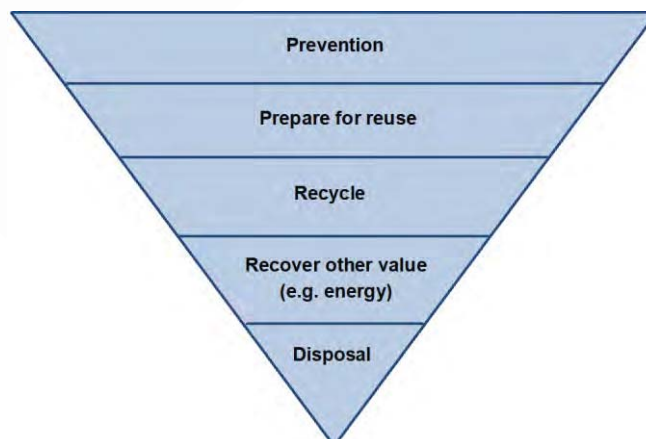 Prevention
Prepare for reuse
Recycle
Recover other value
(e.g. energy)
Disposal